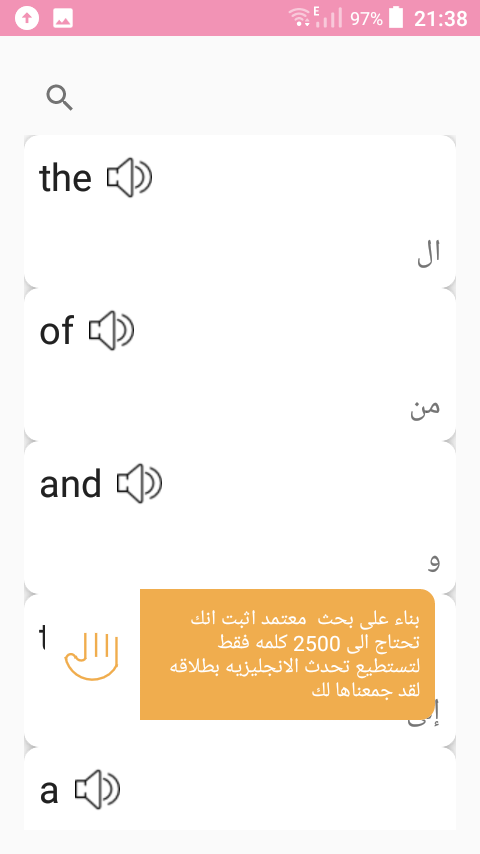 E 97% 21:38
the
ال
of
من
and
و
بناء على بحث معتمد اثبت انك
تحتاج الى 2500 كلمه فقط
لتستطيع تحدث الانجليزيه بطلاقه
لقد جمعناها لك
a